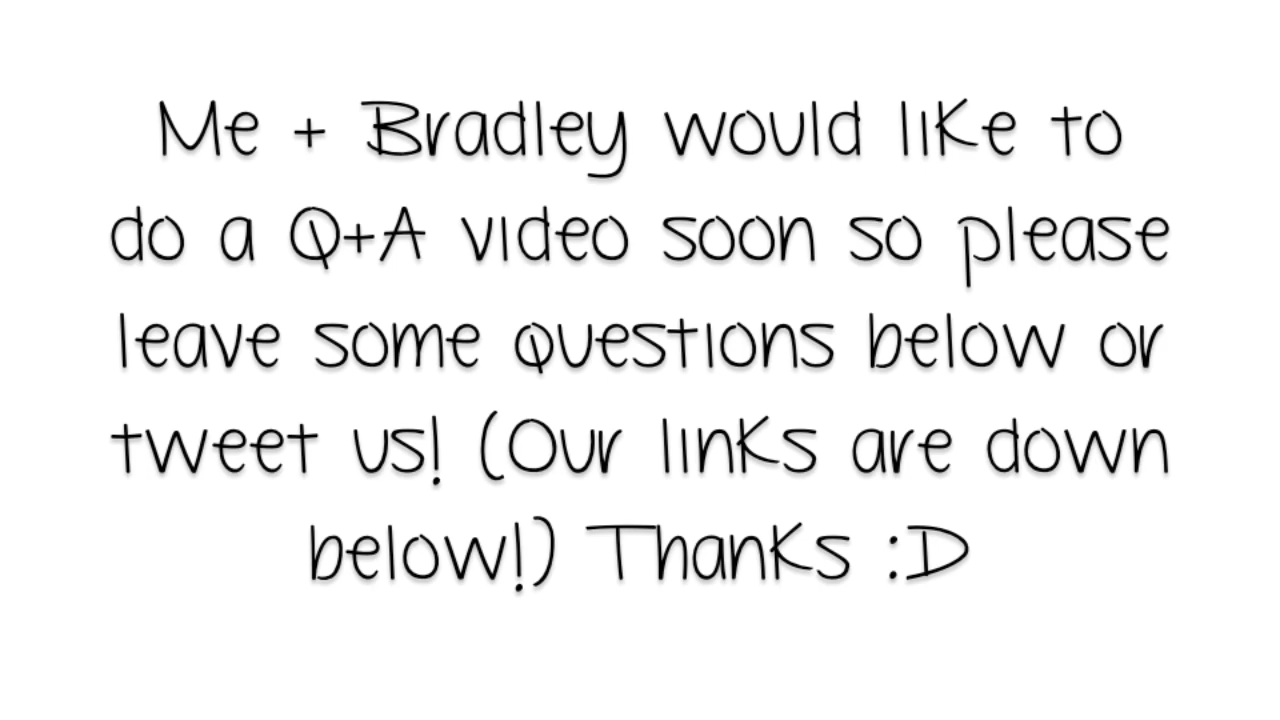 Me + Bradley would like to
do a Q+A video soon so please
leave some questions below or
tweet us! (Our links are down
below!) Thanks :D